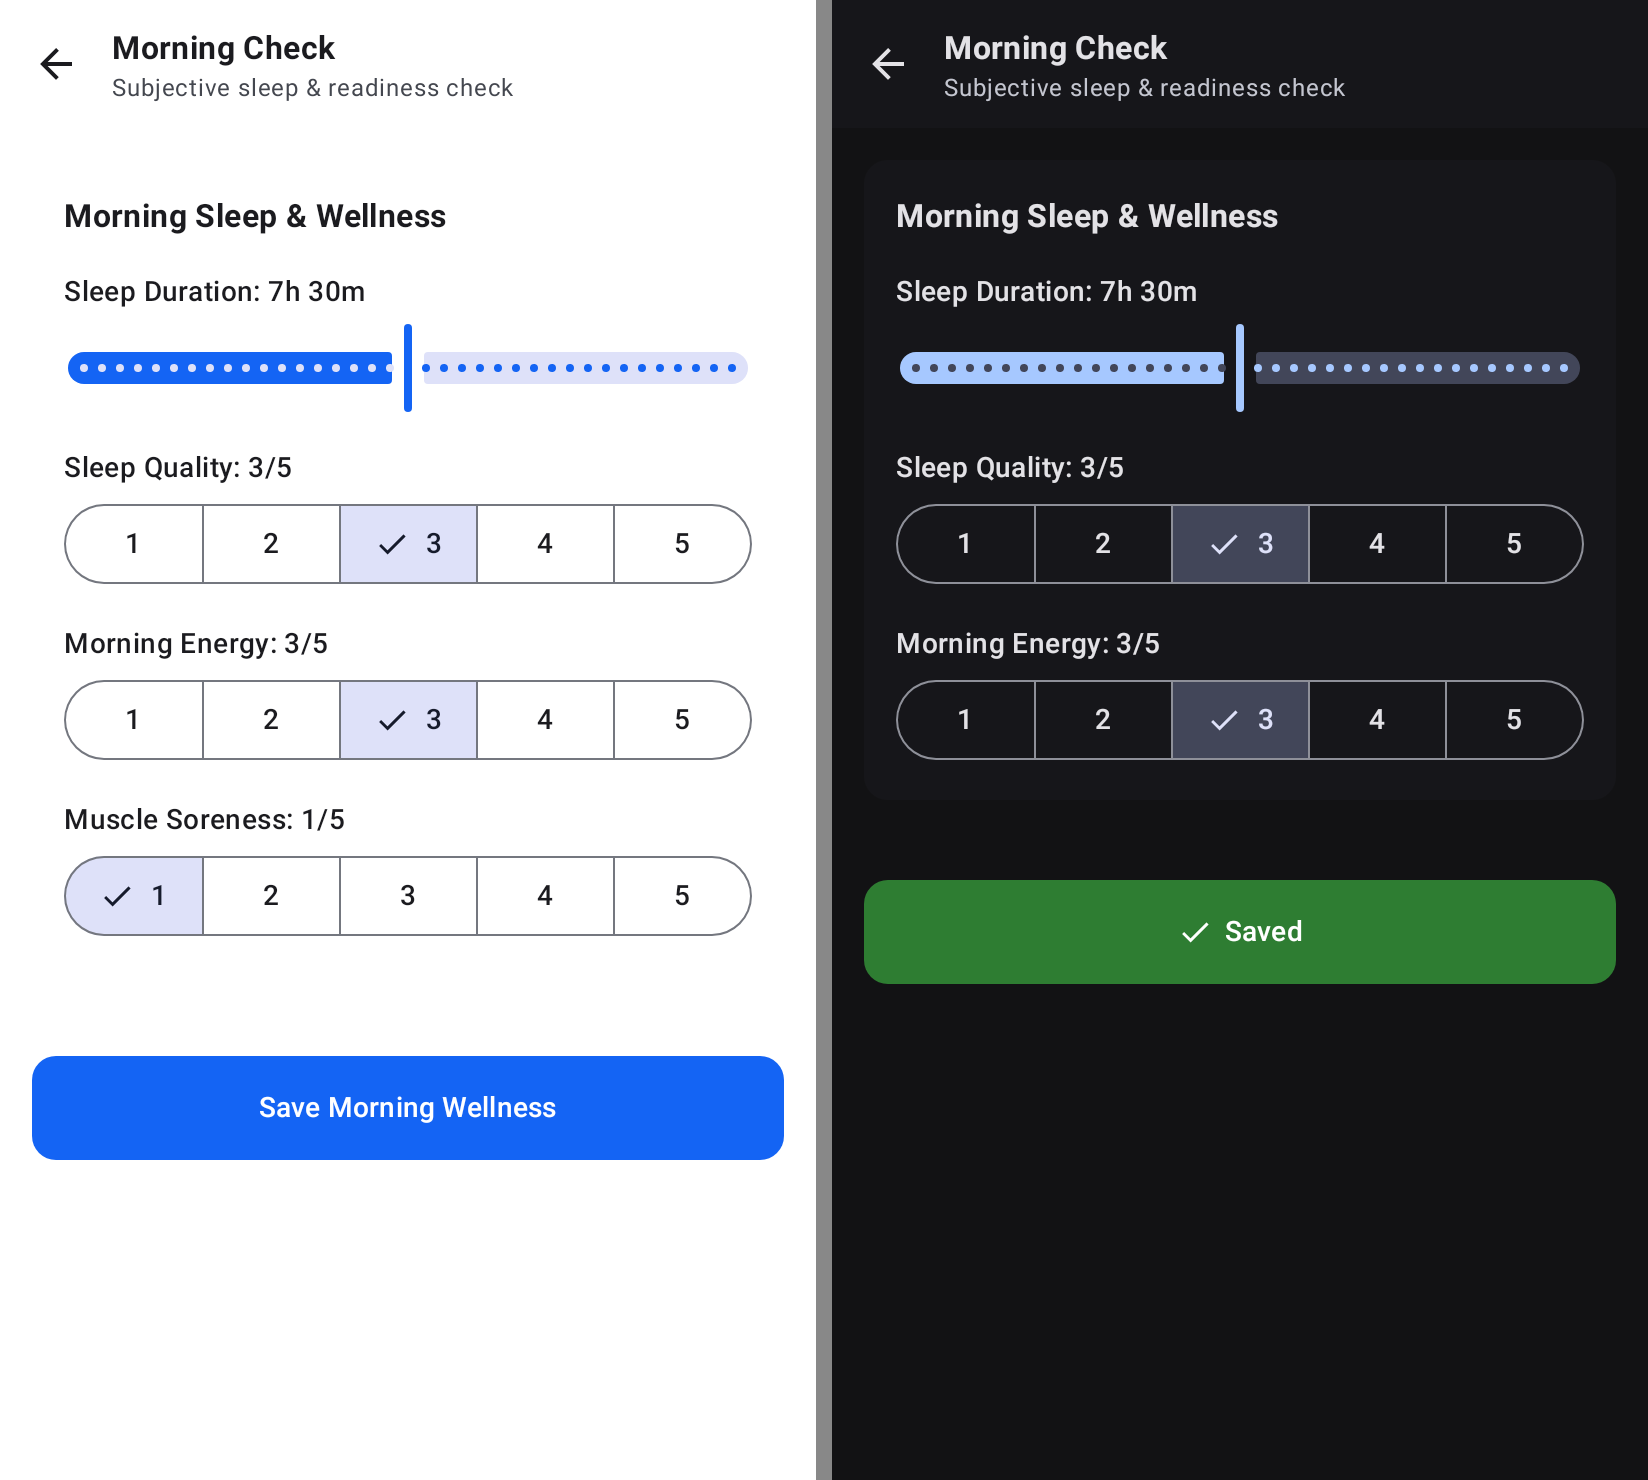 Morning Check
Subjective sleep & readiness check
Morning Sleep & Wellness
Sleep Duration: 7h 30m
Sleep Quality: 3/5
1 2 3 4 5
Morning Energy: 3/5
1 2 3 4 5
Muscle Soreness: 1/5
1 2 3 4 5
Save Morning Wellness
Morning Check
Subjective sleep & readiness check
Morning Sleep & Wellness
Sleep Duration: 7h 30m
Sleep Quality: 3/5
1 2 3 4 5
Morning Energy: 3/5
1 2 3 4 5
Saved